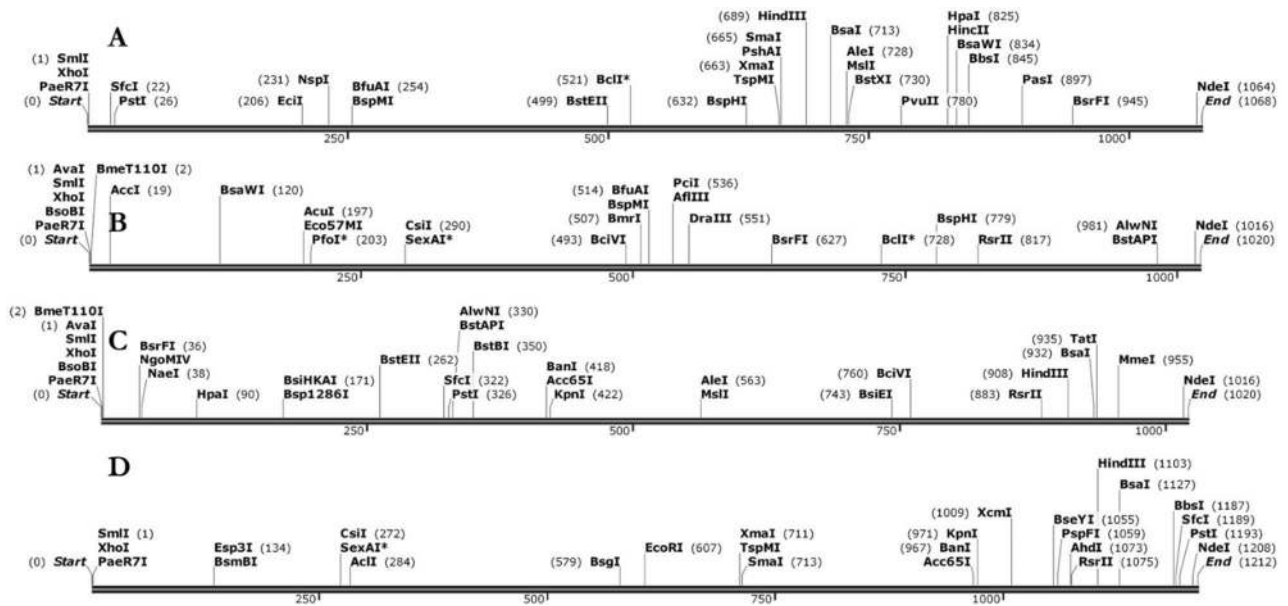 (689) HindIII HpaI (825)
A (665) SmaI BsaI (713) HincII
PshAI AleI (728) BsaWI (834)
(1) SmlI (663) XmaI MslI BbsI (845)
XhoI (231) NspI BfuAI (254) (521) BclI* TspMI BstXI (730) PasI (897)
PaeR7I SfcI (22) NdeI (1064)
(0) Start PstI (26) (206) EciI BspMI (499) BstEII (632) BspHI PvuII (780) BsrFI (945) End (1068)
250 500 750 1000
(1) AvaI BmeT110I (2)
SmlI AccI (19) BsaWI (120) (514) BfuAI PciI (536)
XhoI AcuI (197) BspMI AflIII
BsoBI B Eco57MI CsiI (290) (507) BmrI DraIII (551) BspHI (779) (981) AlwNI NdeI (1016)
PaeR7I
(0) Start PfoI* (203) SexAI* (493) BciVI BsrFI (627) BclI* (728) RsrII (817) BstAPI End (1020)
250 500 750 1000
(2) BmeT110I AlwNI (330)
(1) AvaI C BstAPI (935) TatI
SmlI BsrFI (36) BstBI (350) (932) BsaI
XhoI NgoMIV BstEII (262) BanI (418) MmeI (955)
BsoBI NaeI (38) BsiHKAI (171) SfcI (322) Acc65I AleI (563) (760) BciVI (908) HindIII NdeI (1016)
PaeR7I
(0) Start HpaI (90) Bsp1286I PstI (326) KpnI (422) MslI (743) BsiEI (883) RsrII End (1020)
250 500 750 1000
D HindIII (1103)
BsaI (1127)
(1009) XcmI BbsI (1187)
SmlI (1) Esp3I (134) CsiI (272) XmaI (711) (971) KpnI BseYI (1055) SfcI (1189)
XhoI BsmBI SexAI* EcoRI (607) TspMI (967) BanI PspFI (1059) PstI (1193)
AhdI (1073) NdeI (1208)
(0) Start PaeR7I AclI (284) (579) BsgI SmaI (713) Acc65I RsrII (1075) End (1212)
250 500 750 1000